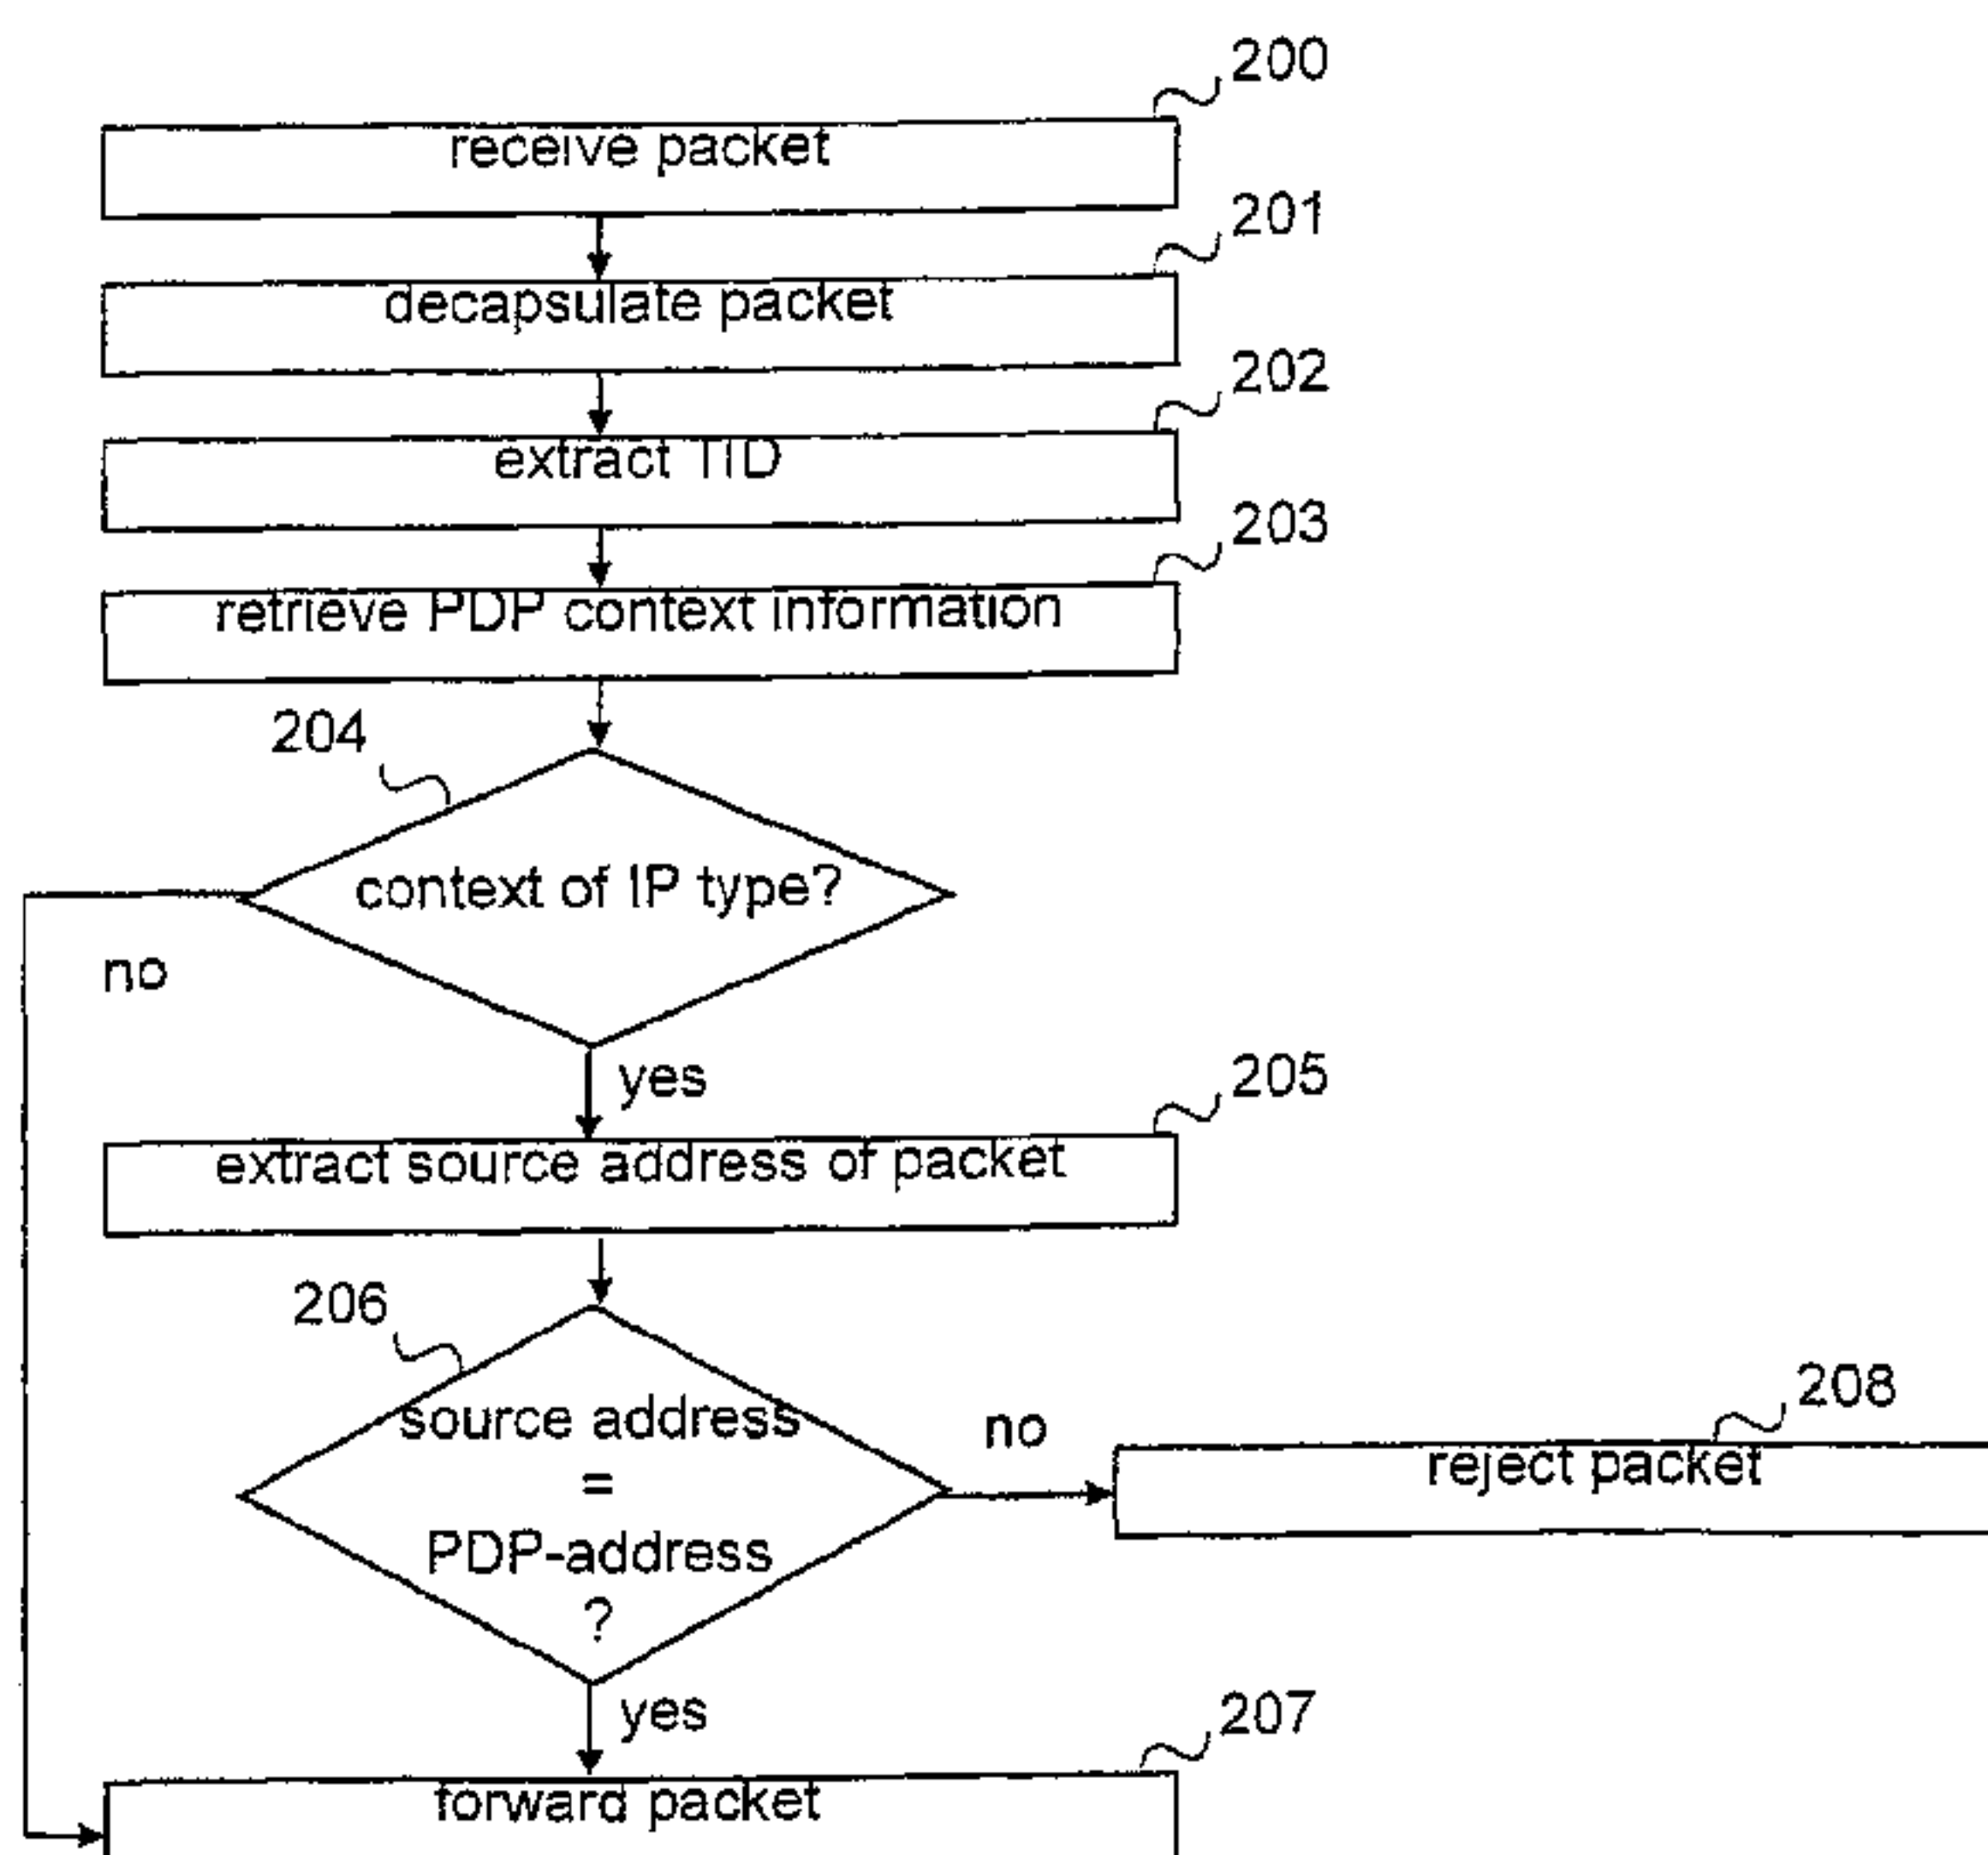 200
receive packet
201
decapsulate packet
202
extract TID
203
retrieve PDP context information
204
context of IP type?
no
yes
205
extract source address of packet
206
source address
=
PDP-address
?
no
208
reject packet
yes
207
forward packet